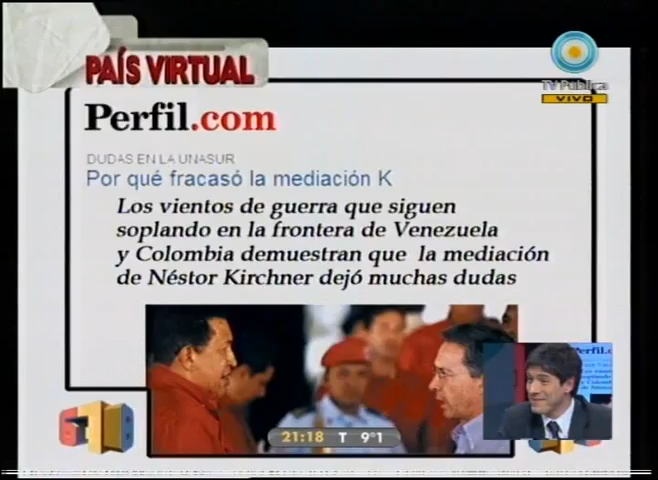 PAÍS VIRTUAL
TV Pública
VIVO
Perfil.com
DUDAS EN LA UNASUR
Por qué fracasó la mediación K
Los vientos de guerra que siguen
soplando en la frontera de Venezuela
y Colombia demuestran que la mediación
de Néstor Kirchner dejó muchas dudas
678
21:18 T 9°1